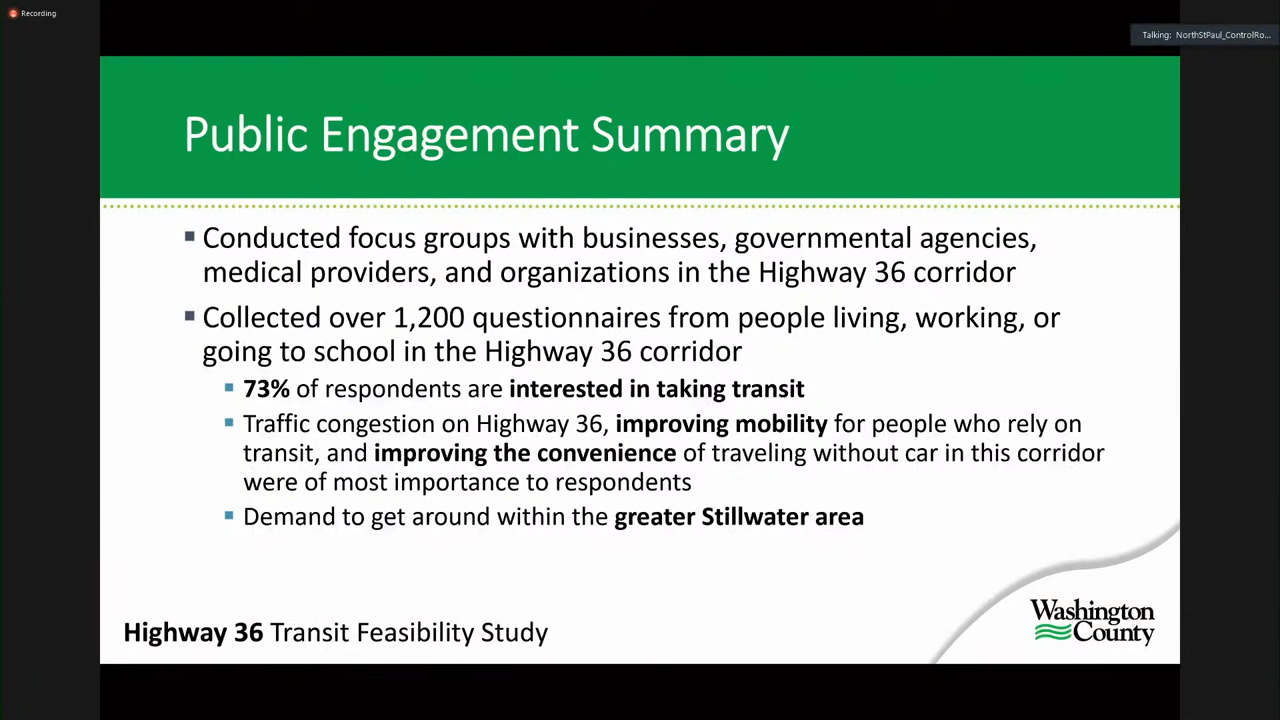 Recording
Talking: NorthStPaul_ControlRo...
Public Engagement Summary
Conducted focus groups with businesses, governmental agencies,
medical providers, and organizations in the Highway 36 corridor
Collected over 1,200 questionnaires from people living, working, or
going to school in the Highway 36 corridor
73% of respondents are interested in taking transit
Traffic congestion on Highway 36, improving mobility for people who rely on
transit, and improving the convenience of traveling without car in this corridor
were of most importance to respondents
Demand to get around within the greater Stillwater area
Highway 36 Transit Feasibility Study
Washington
County